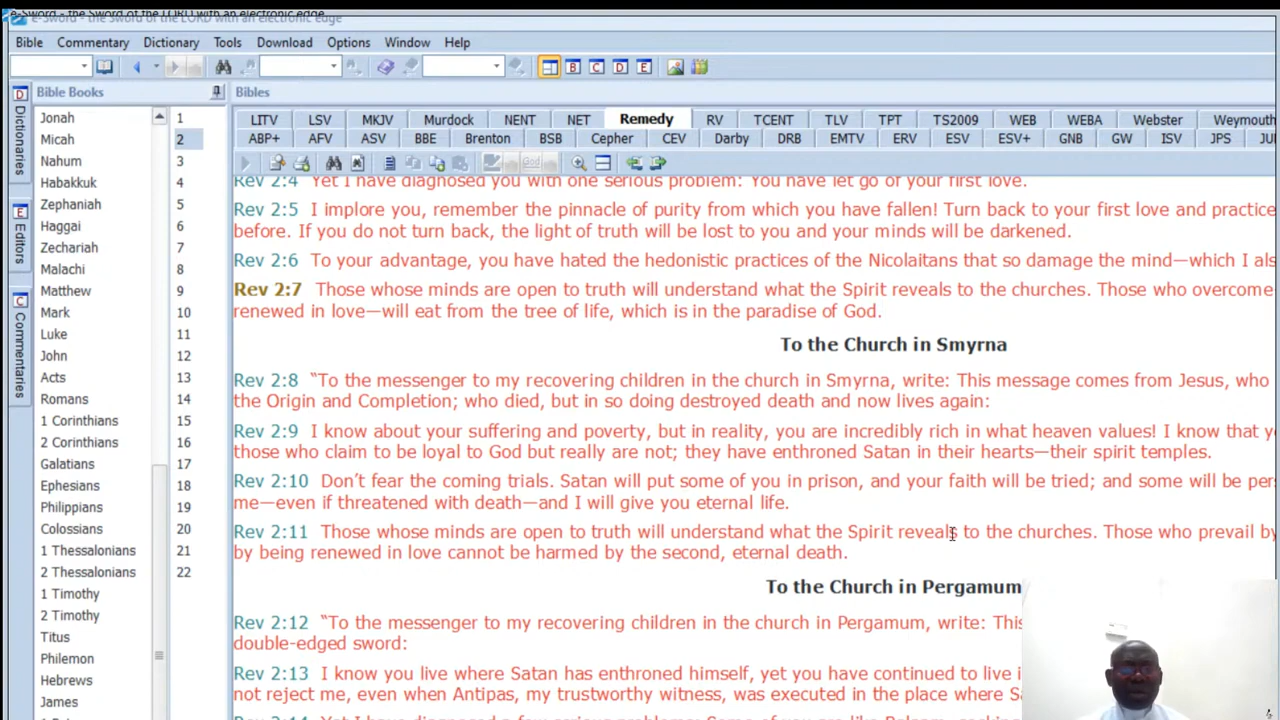 e-Sword - the Sword of the LORD with an electronic edge
Bible Commentary Dictionary Tools Download Options Window Help
Bible Books
Bibles
D Dictionaries
E Editors
C Commentaries
Jonah
Micah
Nahum
Habakkuk
Zephaniah
Haggai
Zechariah
Malachi
Matthew
Mark
Luke
John
Acts
Romans
1 Corinthians
2 Corinthians
Galatians
Ephesians
Philippians
Colossians
1 Thessalonians
2 Thessalonians
1 Timothy
2 Timothy
Titus
Philemon
Hebrews
James
1
2
3
4
5
6
7
8
9
10
11
12
13
14
15
16
17
18
19
20
21
22
B C D E
LITV LSV MKJV Murdock NENT NET Remedy RV TCENT TLV TPT TS2009 WEB WEBA Webster Weymouth
ABP+ AFV ASV BBE Brenton BSB Cepher CEV Darby DRB EMTV ERV ESV ESV+ GNB GW ISV JPS
God
Rev 2:4 Yet I have diagnosed you with one serious problem: You have let go of your first love.
Rev 2:5 I implore you, remember the pinnacle of purity from which you have fallen! Turn back to your first love and practice
before. If you do not turn back, the light of truth will be lost to you and your minds will be darkened.
Rev 2:6 To your advantage, you have hated the hedonistic practices of the Nicolaitans that so damage the mind—which I als
Rev 2:7 Those whose minds are open to truth will understand what the Spirit reveals to the churches. Those who overcome
renewed in love—will eat from the tree of life, which is in the paradise of God.
To the Church in Smyrna
Rev 2:8 “To the messenger to my recovering children in the church in Smyrna, write: This message comes from Jesus, who
the Origin and Completion; who died, but in so doing destroyed death and now lives again:
Rev 2:9 I know about your suffering and poverty, but in reality, you are incredibly rich in what heaven values! I know that
those who claim to be loyal to God but really are not; they have enthroned Satan in their hearts—their spirit temples.
Rev 2:10 Don’t fear the coming trials. Satan will put some of you in prison, and your faith will be tried; and some will be per
me—even if threatened with death—and I will give you eternal life.
Rev 2:11 Those whose minds are open to truth will understand what the Spirit reveals to the churches. Those who prevail by
by being renewed in love cannot be harmed by the second, eternal death.
To the Church in Pergamum
Rev 2:12 “To the messenger to my recovering children in the church in Pergamum, write: This
double-edged sword:
Rev 2:13 I know you live where Satan has enthroned himself, yet you have continued to live
not reject me, even when Antipas, my trustworthy witness, was executed in the place where